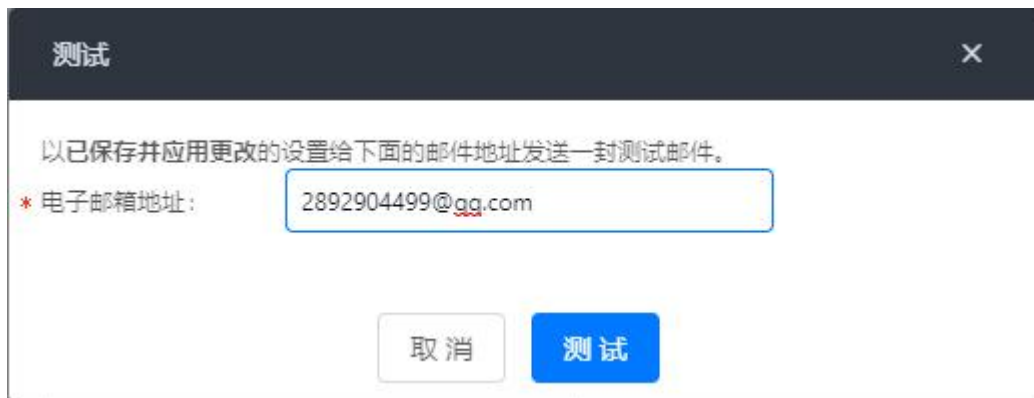 测试
以已保存并应用更改的设置给下面的邮件地址发送一封测试邮件。
* 电子邮箱地址: 2892904499@qq.com
取消 测试